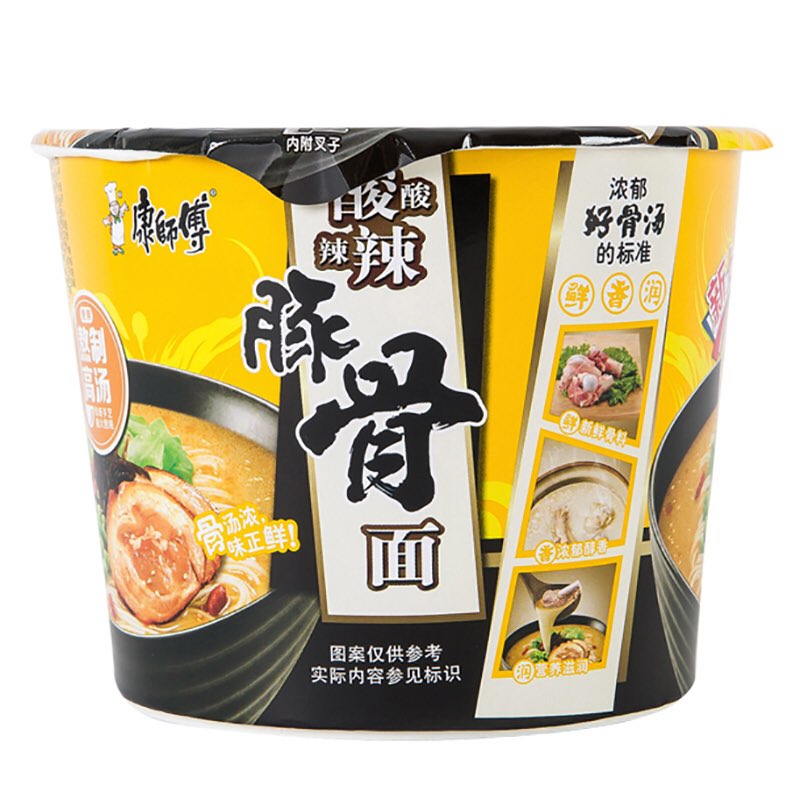 内附叉子
康師傅
酸酸
辣辣
豚骨面
浓郁
好骨汤
的标准
鲜香润
熬制
高汤
骨汤浓，
味正鲜！
鲜 新鲜骨料
香 浓郁醇香
润 营养滋润
新
图案仅供参考
实际内容参见标识